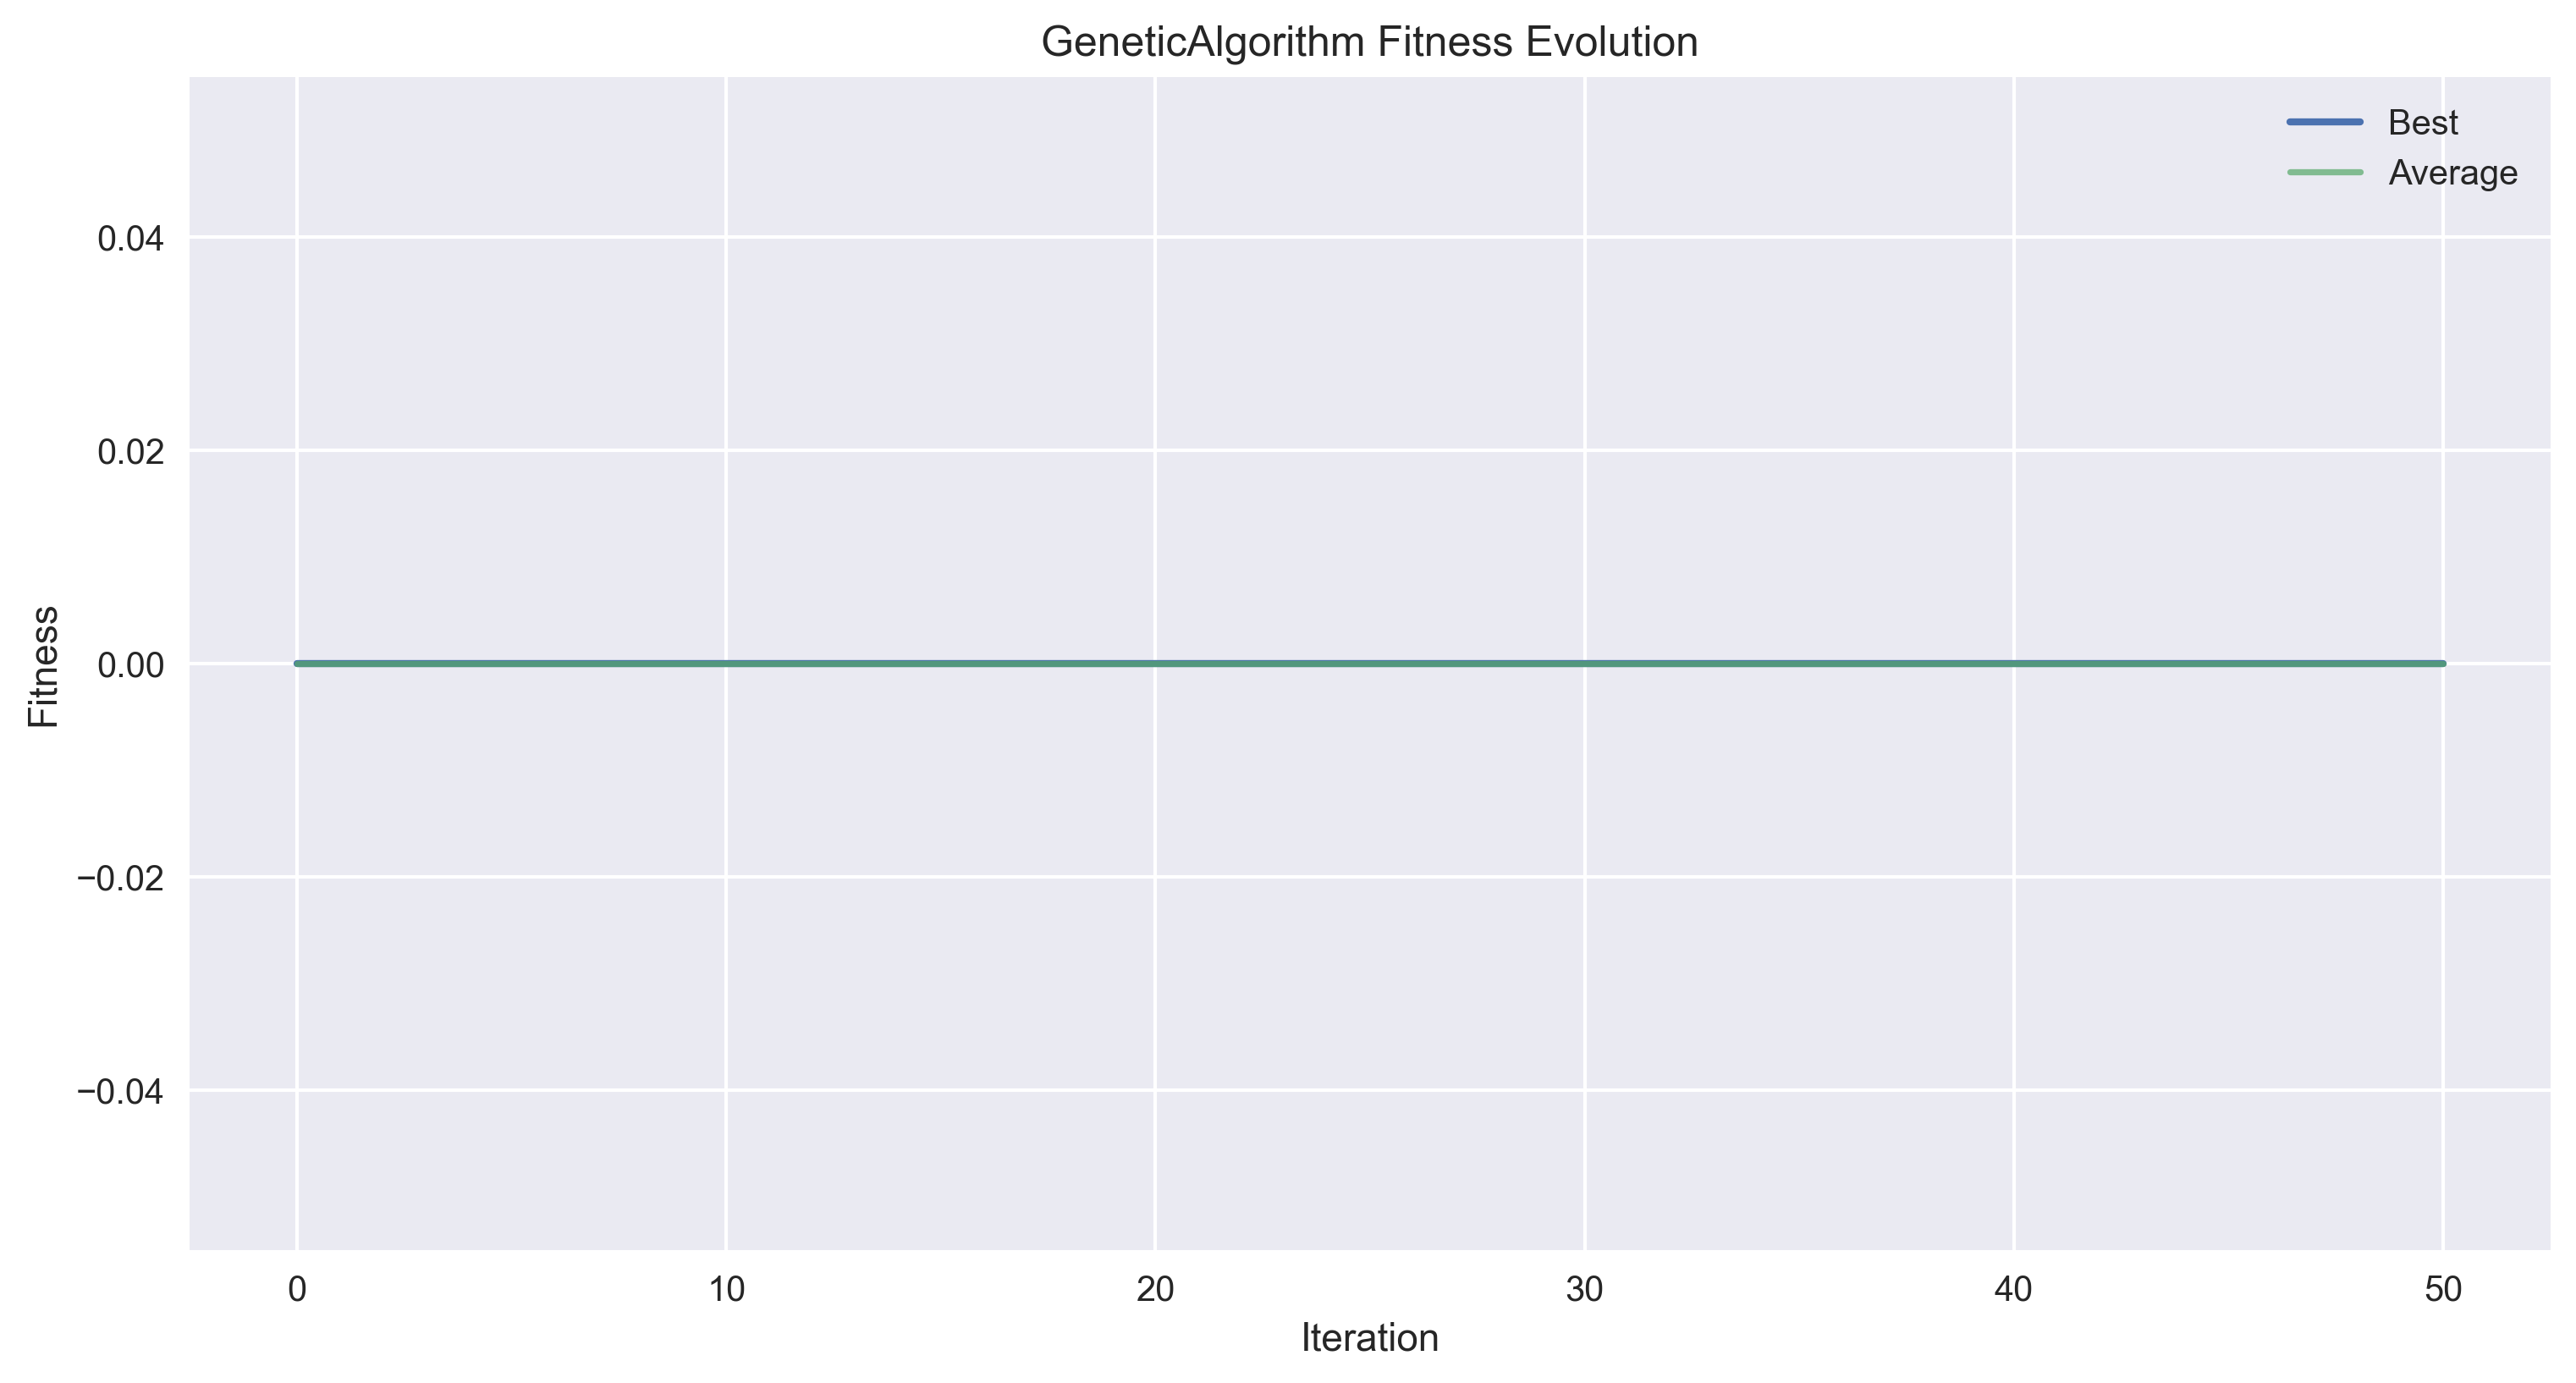 GeneticAlgorithm Fitness Evolution
Best
Average
Fitness
0.04
0.02
0.00
−0.02
−0.04
0 10 20 30 40 50
Iteration